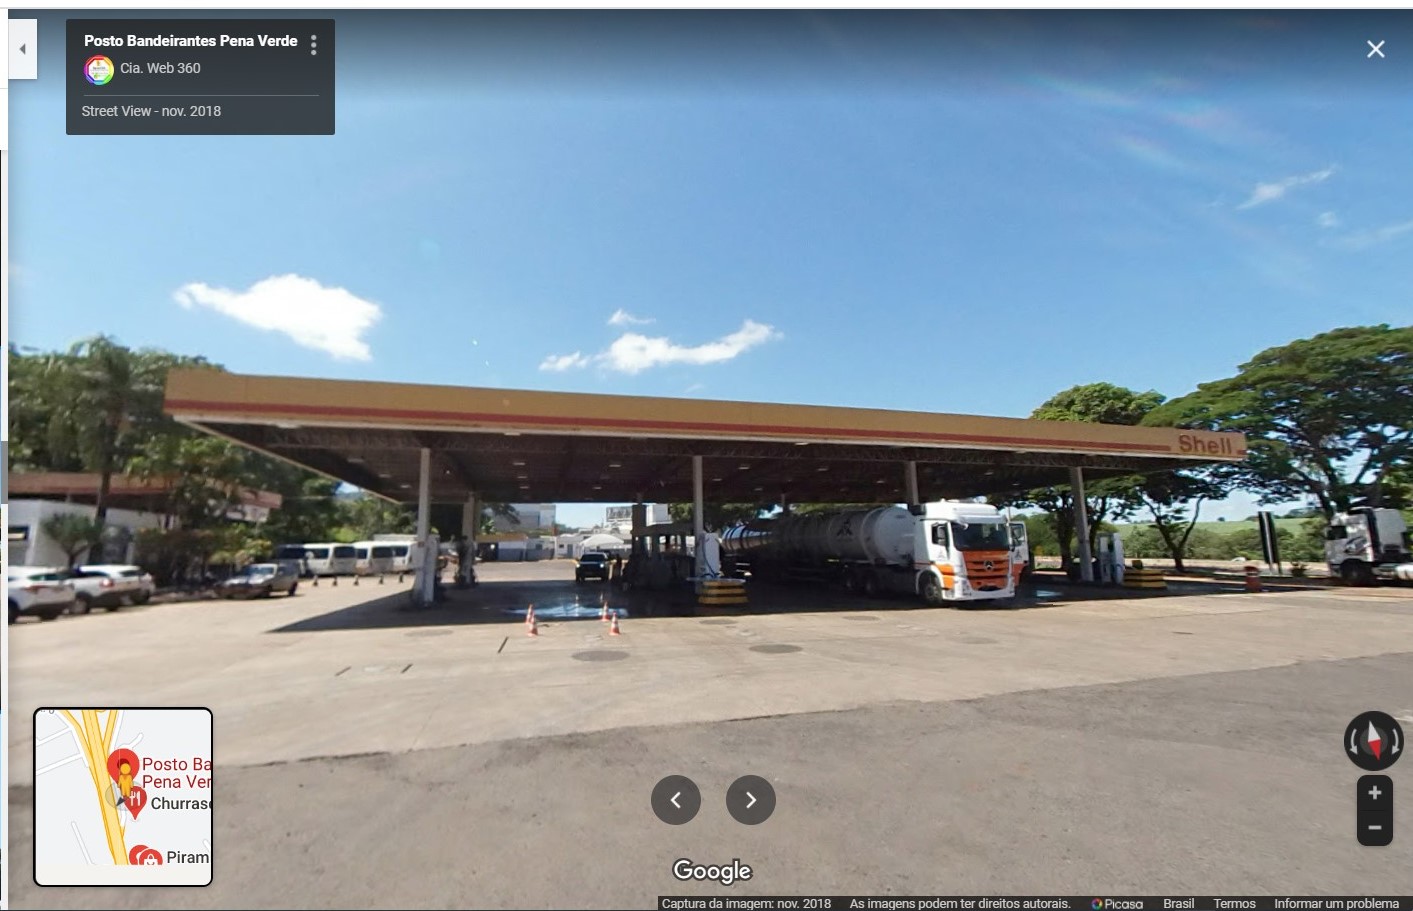 Posto Bandeirantes Pena Verde
Cia. Web 360
Street View - nov. 2018
Shell
Posto Ba
Pena Ver
Churrasc
Piram
Google
Captura da imagem: nov. 2018 As imagens podem ter direitos autorais. Picasa Brasil Termos Informar um problema